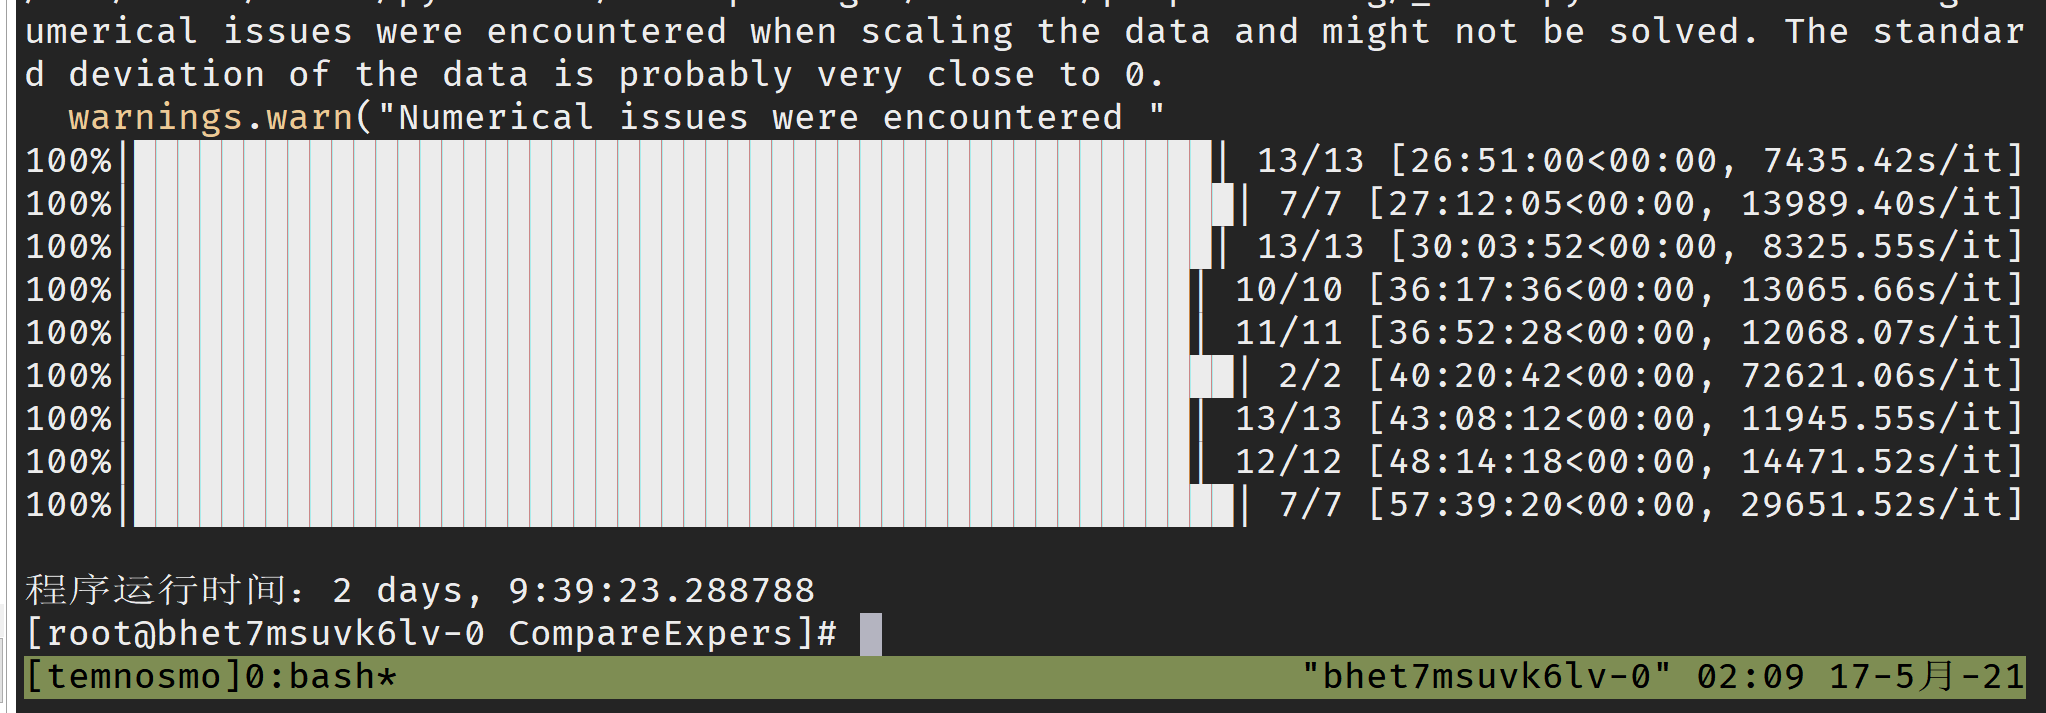 umerical issues were encountered when scaling the data and might not be solved. The standar
d deviation of the data is probably very close to 0.
  warnings.warn("Numerical issues were encountered "
100%| | 13/13 [26:51:00<00:00, 7435.42s/it]
100%| | 7/7 [27:12:05<00:00, 13989.40s/it]
100%| | 13/13 [30:03:52<00:00, 8325.55s/it]
100%| | 10/10 [36:17:36<00:00, 13065.66s/it]
100%| | 11/11 [36:52:28<00:00, 12068.07s/it]
100%| | 2/2 [40:20:42<00:00, 72621.06s/it]
100%| | 13/13 [43:08:12<00:00, 11945.55s/it]
100%| | 12/12 [48:14:18<00:00, 14471.52s/it]
100%| | 7/7 [57:39:20<00:00, 29651.52s/it]
程序运行时间：2 days, 9:39:23.288788
[root@bhet7msuvk6lv-0 CompareExpers]#
[temnosmo]0:bash* "bhet7msuvk6lv-0" 02:09 17-5月-21